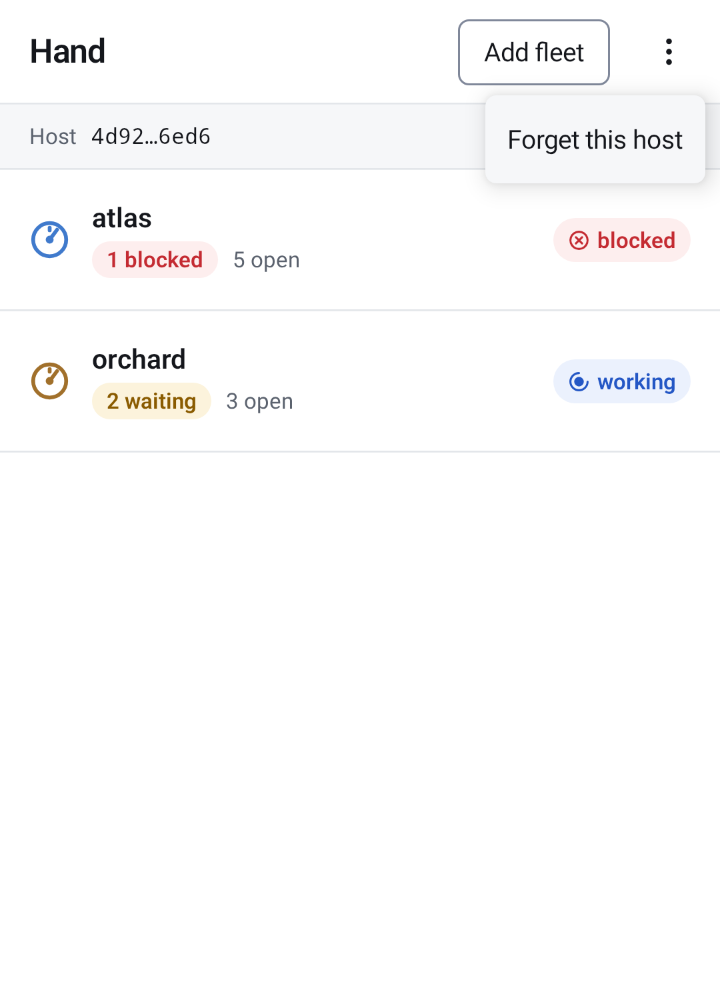 Hand
Add fleet
Host 4d92…6ed6
Forget this host
atlas
1 blocked 5 open
blocked
orchard
2 waiting 3 open
working